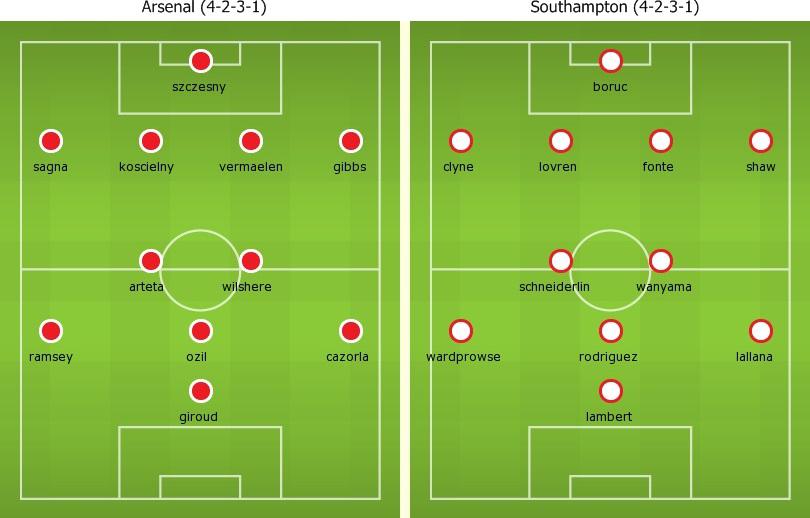 Arsenal (4-2-3-1)
szczesny
sagna koscielny vermaelen gibbs
arteta wilshere
ramsey ozil cazorla
giroud
Southampton (4-2-3-1)
boruc
clyne lovren fonte shaw
schneiderlin wanyama
wardprowse rodriguez lallana
lambert